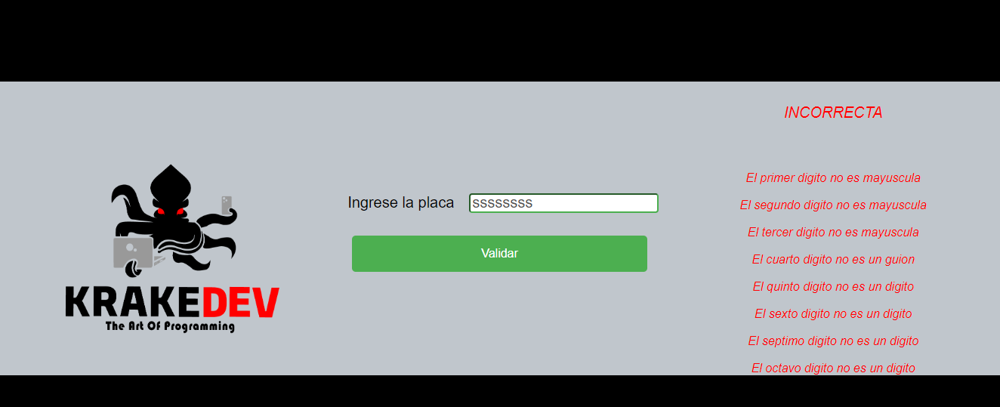 KRAKEDEV
The Art Of Programming
Ingrese la placa
ssssssss
Validar
INCORRECTA
El primer digito no es mayuscula
El segundo digito no es mayuscula
El tercer digito no es mayuscula
El cuarto digito no es un guion
El quinto digito no es un digito
El sexto digito no es un digito
El septimo digito no es un digito
El octavo digito no es un digito